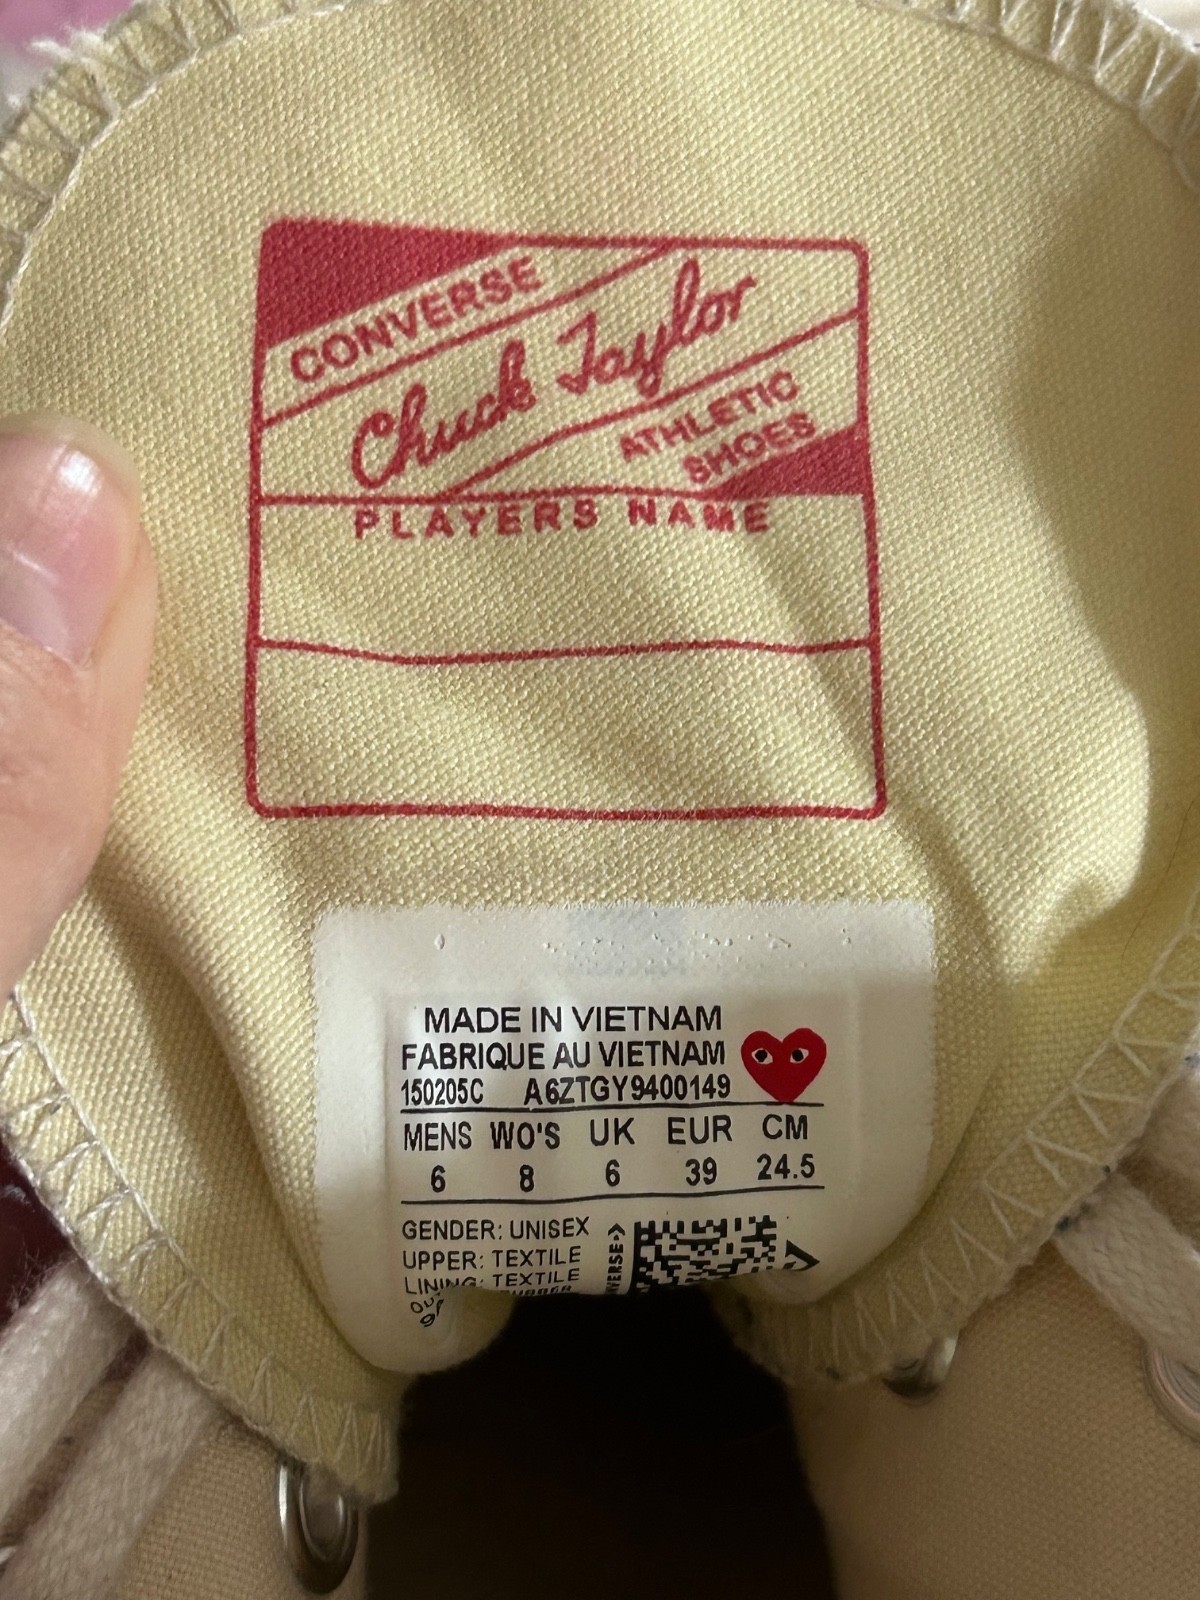 CONVERSE
Chuck Taylor
ATHLETIC
SHOES
PLAYERS NAME
MADE IN VIETNAM
FABRIQUE AU VIETNAM
150205C A6ZTGY9400149
MENS WO'S UK EUR CM
6 8 6 39 24.5
GENDER: UNISEX
UPPER: TEXTILE
LINING: TEXTILE